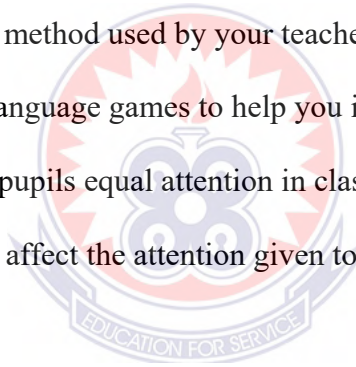 method used by your teache
anguage games to help you i
pupils equal attention in clas
affect the attention given to
EDUCATION FOR SERVICE